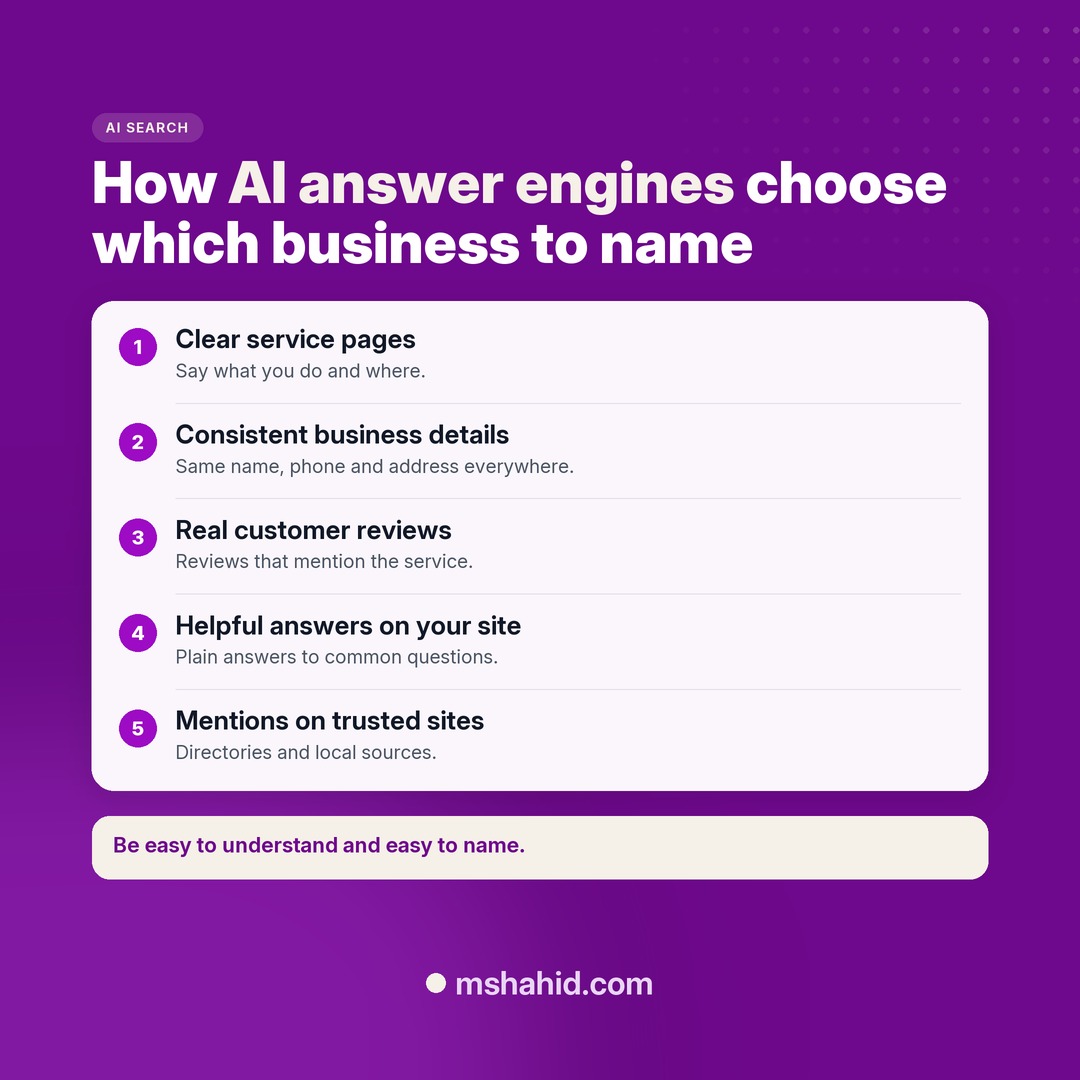 AI SEARCH
How AI answer engines choose
which business to name
1
Clear service pages
Say what you do and where.
2
Consistent business details
Same name, phone and address everywhere.
3
Real customer reviews
Reviews that mention the service.
4
Helpful answers on your site
Plain answers to common questions.
5
Mentions on trusted sites
Directories and local sources.
Be easy to understand and easy to name.
mshahid.com